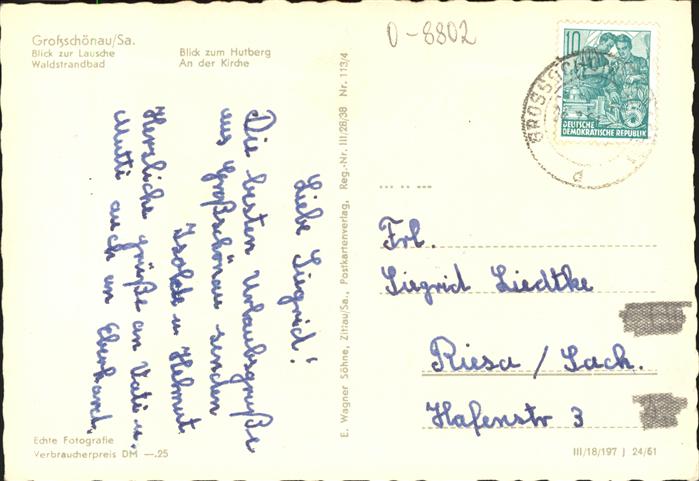 Großschönau/Sa.
Blick zur Lausche
Waldstrandbad
Blick zum Hutberg
An der Kirche
0-8802
10
DEUTSCHE
DEMOKRATISCHE REPUBLIK
Liebe Siegrid!
Die besten Urlaubsgrüße
aus Großschönau senden
Isolde u Helmut.
Herzliche Grüße an Vati u.
Mutti auch an Eberhard.
E. Wagner Söhne, Zittau/Sa., Postkartenverlag, Reg.-Nr. III/28/38 Nr. 113/4
Frl.
Siegrid Liedtke
Riesa / Sach.
Hafenstr 3
Echte Fotografie
Verbraucherpreis DM —.25
III/18/197 J 24/61